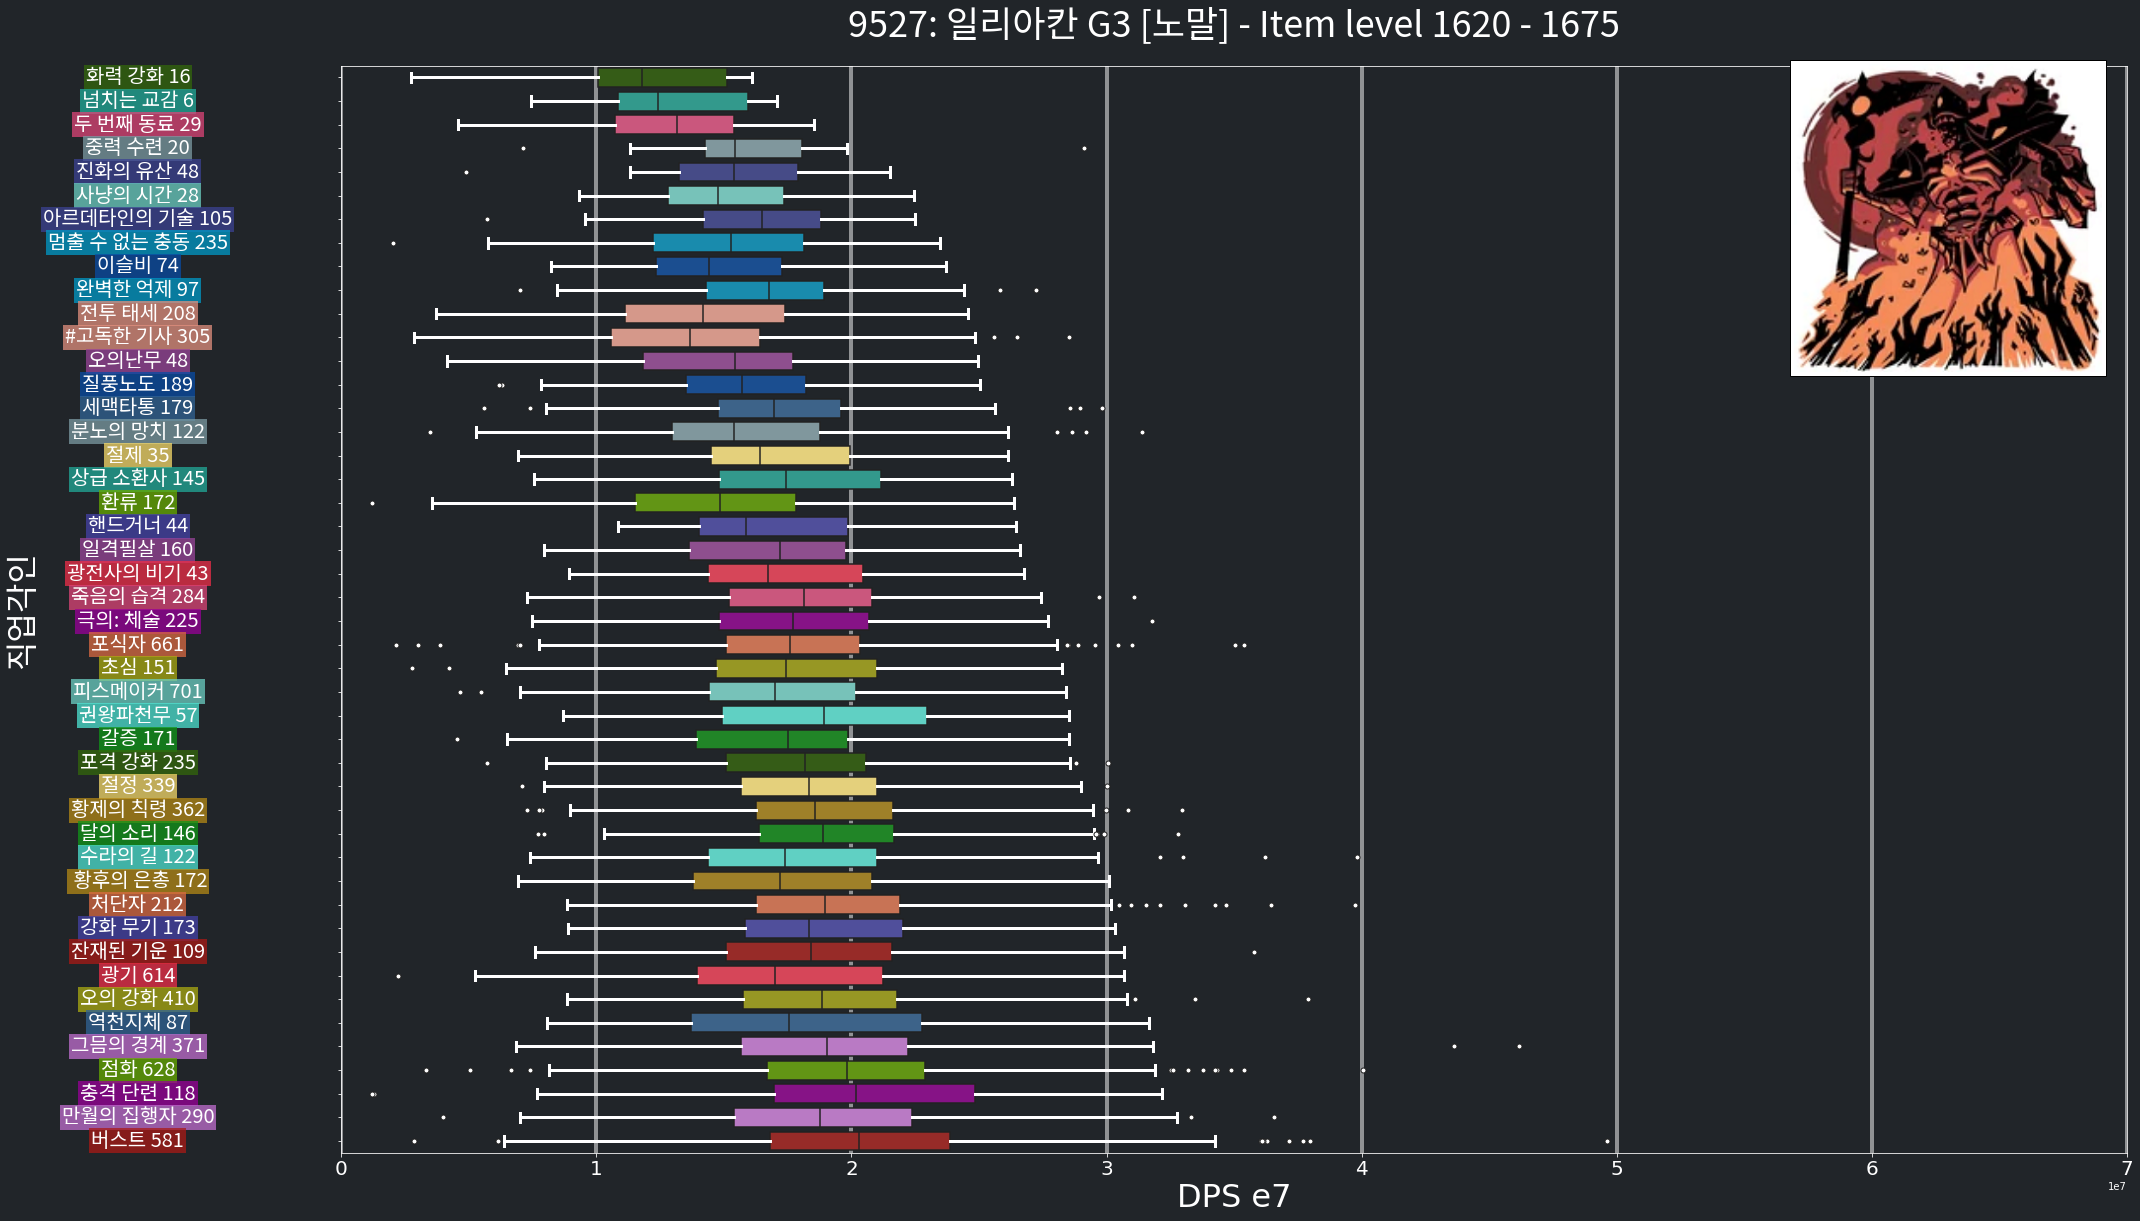 9527: 일리아칸 G3 [노말] - Item level 1620 - 1675
직업각인
화력 강화 16
넘치는 교감 6
두 번째 동료 29
중력 수련 20
진화의 유산 48
사냥의 시간 28
아르데타인의 기술 105
멈출 수 없는 충동 235
이슬비 74
완벽한 억제 97
전투 태세 208
#고독한 기사 305
오의난무 48
질풍노도 189
세맥타통 179
분노의 망치 122
절제 35
상급 소환사 145
환류 172
핸드거너 44
일격필살 160
광전사의 비기 43
죽음의 습격 284
극의: 체술 225
포식자 661
초심 151
피스메이커 701
권왕파천무 57
갈증 171
포격 강화 235
절정 339
황제의 칙령 362
달의 소리 146
수라의 길 122
황후의 은총 172
처단자 212
강화 무기 173
잔재된 기운 109
광기 614
오의 강화 410
역천지체 87
그믐의 경계 371
점화 628
충격 단련 118
만월의 집행자 290
버스트 581
0 1 2 3 4 5 6 7
DPS e7
1e7